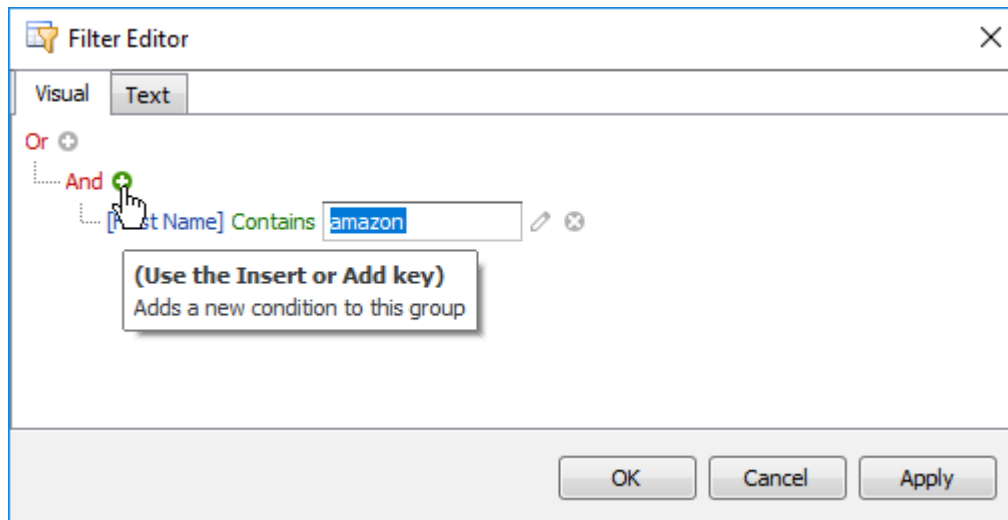 Filter Editor
Visual Text
Or
And
st Name] Contains amazon
(Use the Insert or Add key)
Adds a new condition to this group
OK Cancel Apply